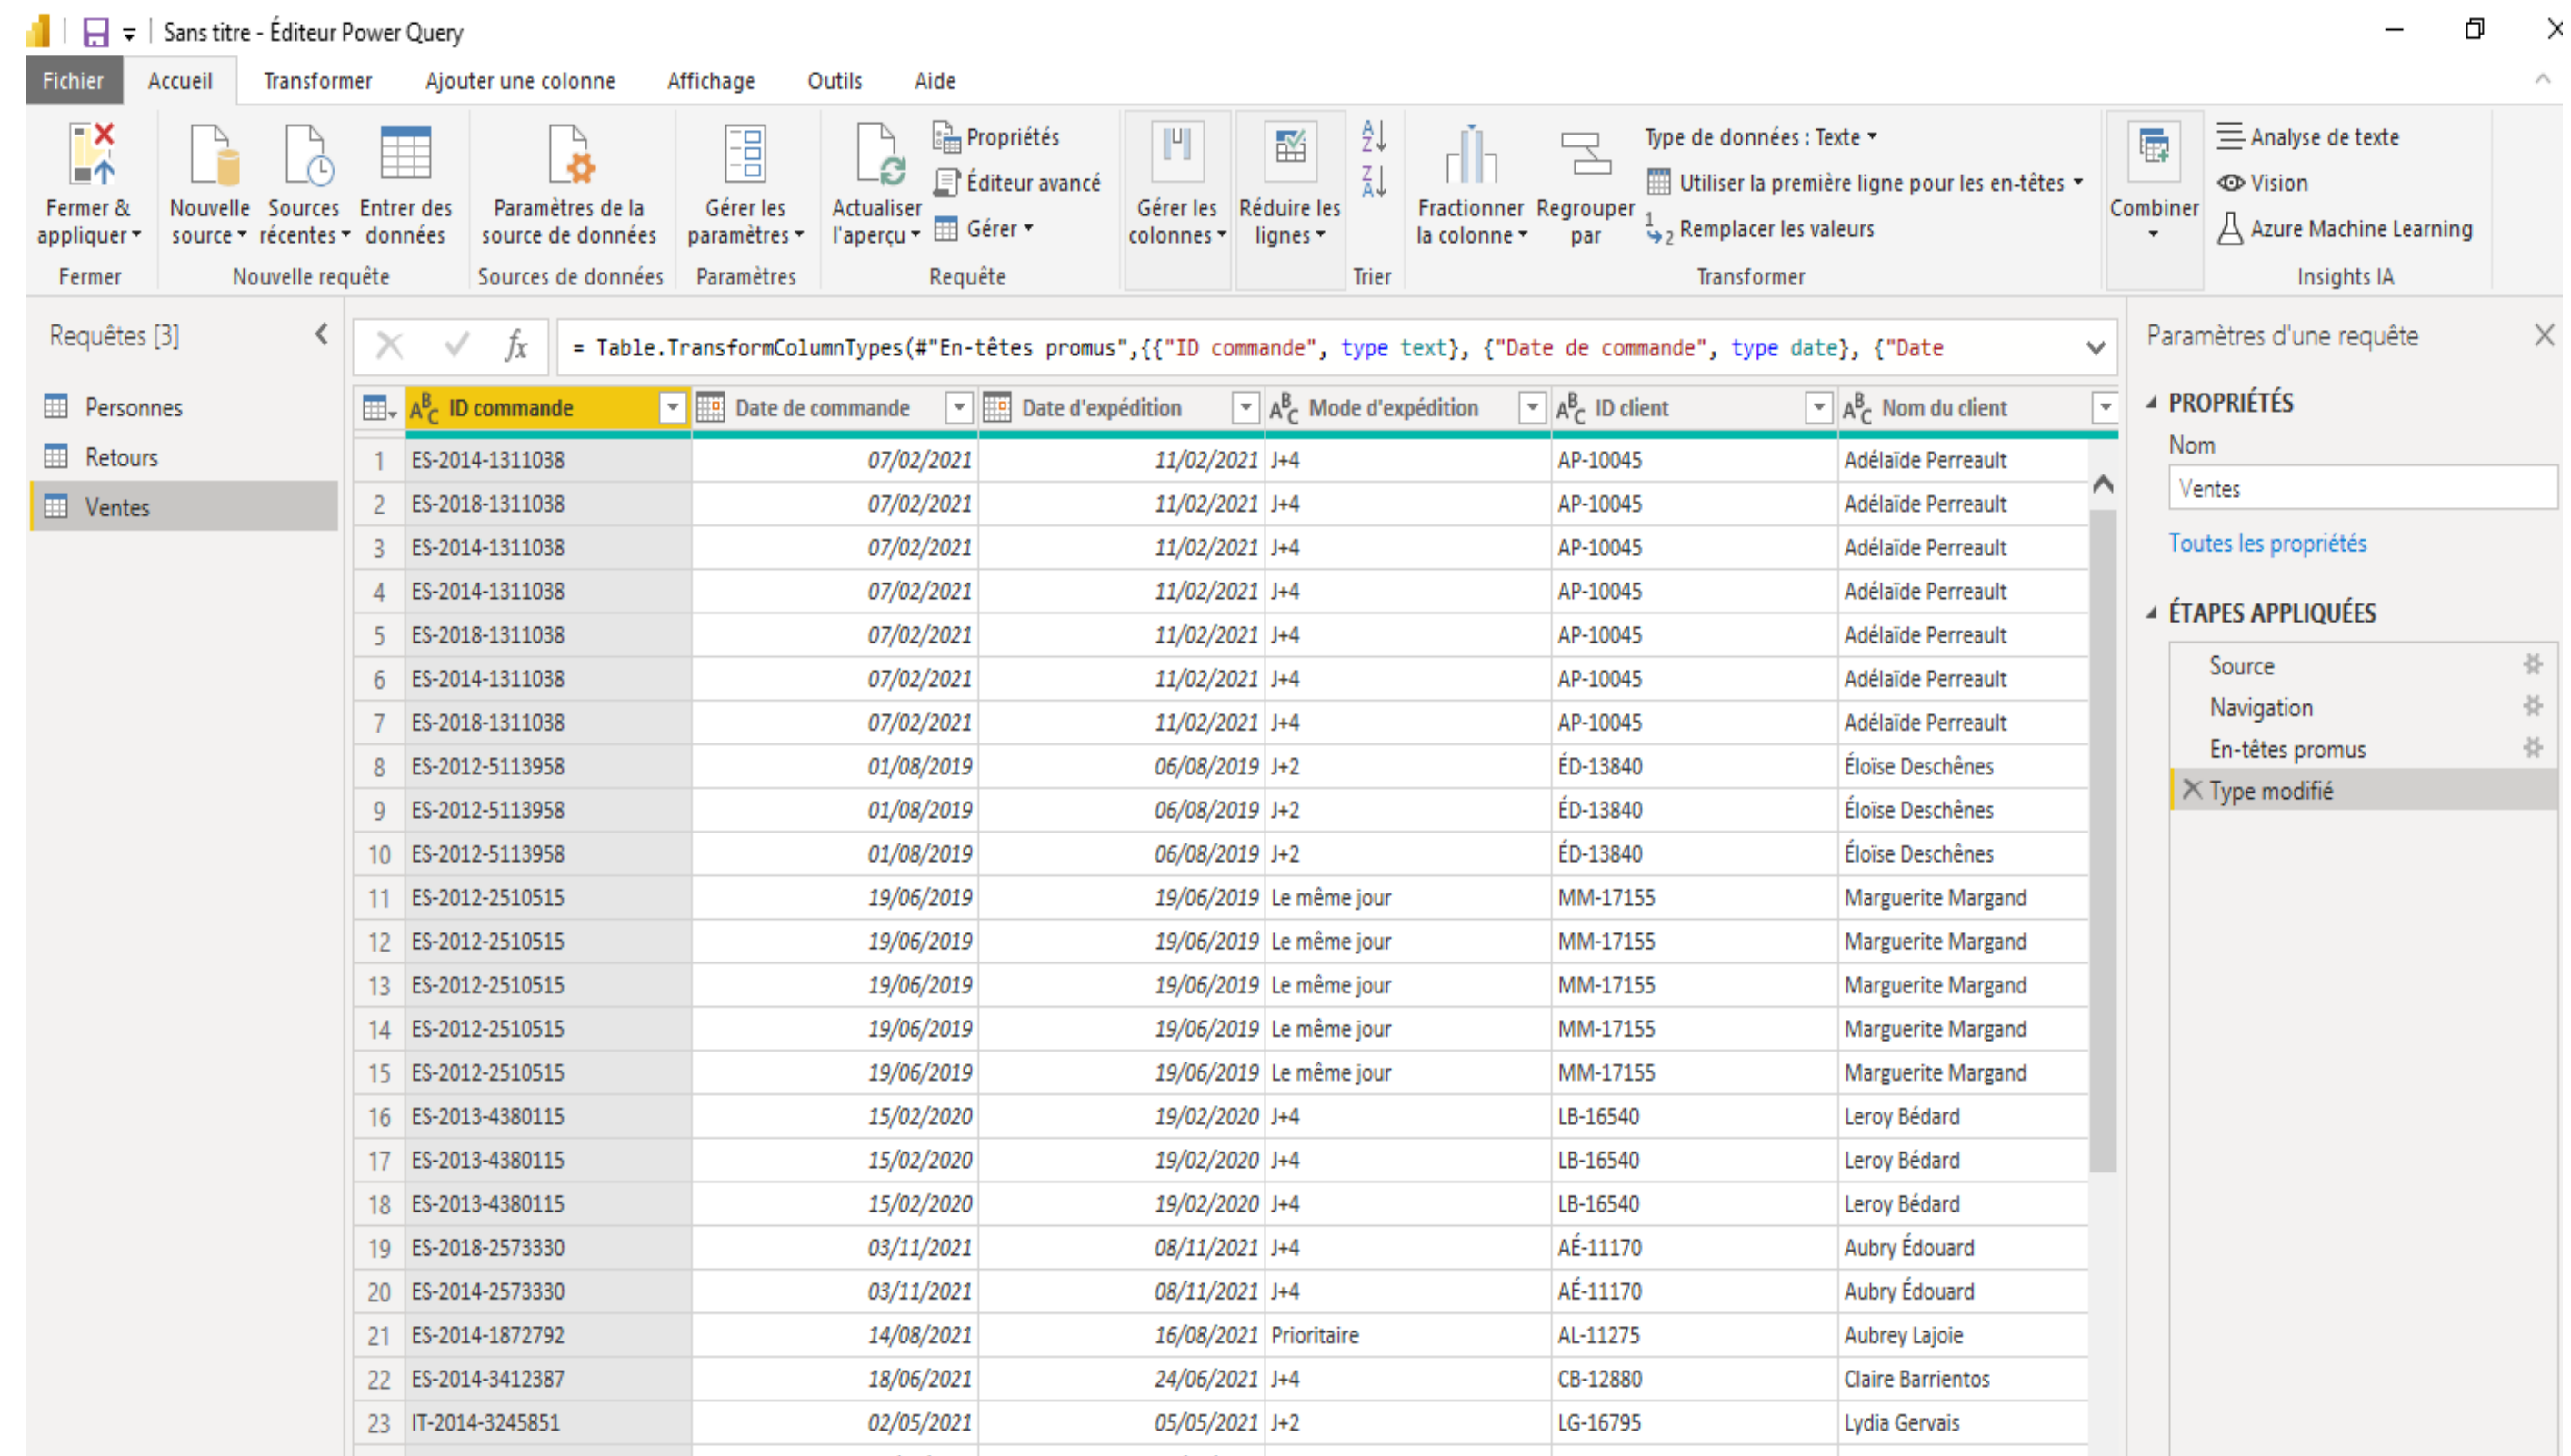 Sans titre - Éditeur Power Query
Fichier Accueil Transformer Ajouter une colonne Affichage Outils Aide
Fermer & appliquer
Nouvelle source
Sources récentes
Entrer des données
Paramètres de la source de données
Gérer les paramètres
Actualiser l'aperçu
Propriétés
Éditeur avancé
Gérer
Gérer les colonnes
Réduire les lignes
Fractionner la colonne
Regrouper par
Type de données : Texte
Utiliser la première ligne pour les en-têtes
Remplacer les valeurs
Combiner
Analyse de texte
Vision
Azure Machine Learning
Fermer Nouvelle requête Sources de données Paramètres Requête Trier Transformer Insights IA
Requêtes [3]
Personnes
Retours
Ventes
fx = Table.TransformColumnTypes(#"En-têtes promus",{{"ID commande", type text}, {"Date de commande", type date}, {"Date
ABC ID commande Date de commande Date d'expédition ABC Mode d'expédition ABC ID client ABC Nom du client
1 ES-2014-1311038 07/02/2021 11/02/2021 J+4 AP-10045 Adélaïde Perreault
2 ES-2018-1311038 07/02/2021 11/02/2021 J+4 AP-10045 Adélaïde Perreault
3 ES-2014-1311038 07/02/2021 11/02/2021 J+4 AP-10045 Adélaïde Perreault
4 ES-2014-1311038 07/02/2021 11/02/2021 J+4 AP-10045 Adélaïde Perreault
5 ES-2018-1311038 07/02/2021 11/02/2021 J+4 AP-10045 Adélaïde Perreault
6 ES-2014-1311038 07/02/2021 11/02/2021 J+4 AP-10045 Adélaïde Perreault
7 ES-2018-1311038 07/02/2021 11/02/2021 J+4 AP-10045 Adélaïde Perreault
8 ES-2012-5113958 01/08/2019 06/08/2019 J+2 ÉD-13840 Éloïse Deschênes
9 ES-2012-5113958 01/08/2019 06/08/2019 J+2 ÉD-13840 Éloïse Deschênes
10 ES-2012-5113958 01/08/2019 06/08/2019 J+2 ÉD-13840 Éloïse Deschênes
11 ES-2012-2510515 19/06/2019 19/06/2019 Le même jour MM-17155 Marguerite Margand
12 ES-2012-2510515 19/06/2019 19/06/2019 Le même jour MM-17155 Marguerite Margand
13 ES-2012-2510515 19/06/2019 19/06/2019 Le même jour MM-17155 Marguerite Margand
14 ES-2012-2510515 19/06/2019 19/06/2019 Le même jour MM-17155 Marguerite Margand
15 ES-2012-2510515 19/06/2019 19/06/2019 Le même jour MM-17155 Marguerite Margand
16 ES-2013-4380115 15/02/2020 19/02/2020 J+4 LB-16540 Leroy Bédard
17 ES-2013-4380115 15/02/2020 19/02/2020 J+4 LB-16540 Leroy Bédard
18 ES-2013-4380115 15/02/2020 19/02/2020 J+4 LB-16540 Leroy Bédard
19 ES-2018-2573330 03/11/2021 08/11/2021 J+4 AÉ-11170 Aubry Édouard
20 ES-2014-2573330 03/11/2021 08/11/2021 J+4 AÉ-11170 Aubry Édouard
21 ES-2014-1872792 14/08/2021 16/08/2021 Prioritaire AL-11275 Aubrey Lajoie
22 ES-2014-3412387 18/06/2021 24/06/2021 J+4 CB-12880 Claire Barrientos
23 IT-2014-3245851 02/05/2021 05/05/2021 J+2 LG-16795 Lydia Gervais
Paramètres d'une requête
PROPRIÉTÉS
Nom
Ventes
Toutes les propriétés
ÉTAPES APPLIQUÉES
Source
Navigation
En-têtes promus
Type modifié